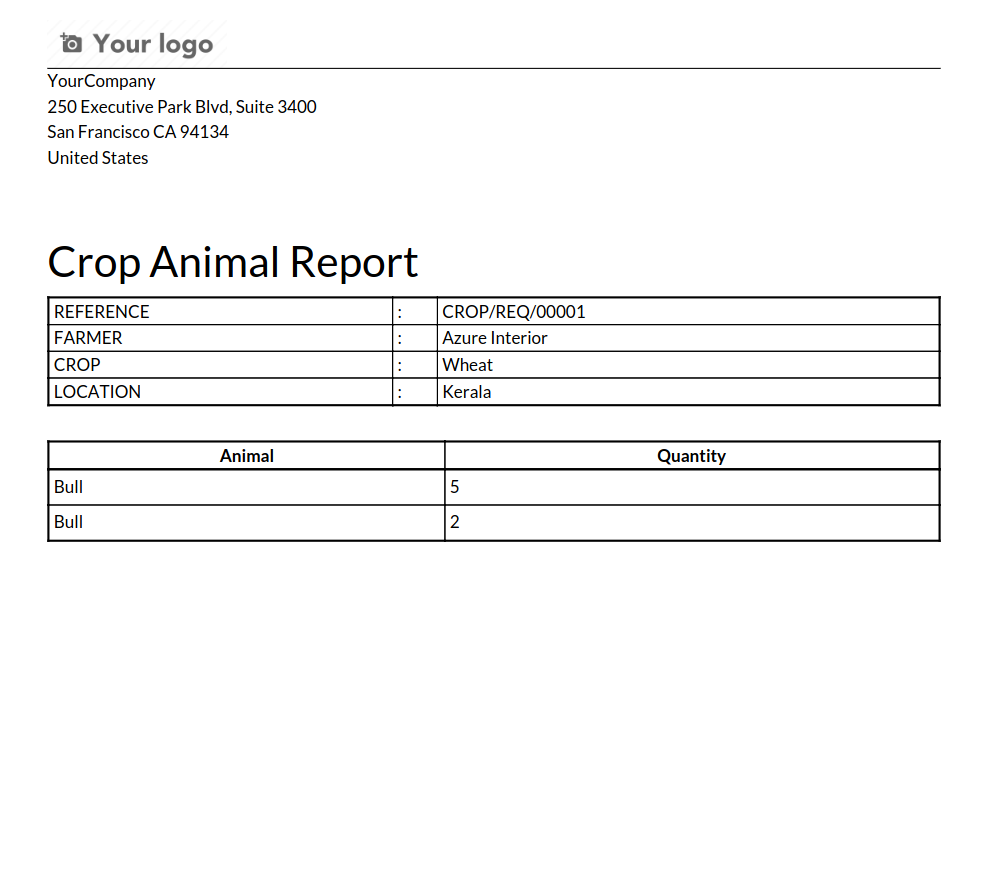 Your logo
YourCompany
250 Executive Park Blvd, Suite 3400
San Francisco CA 94134
United States
Crop Animal Report
REFERENCE : CROP/REQ/00001
FARMER : Azure Interior
CROP : Wheat
LOCATION : Kerala
Animal Quantity
Bull 5
Bull 2